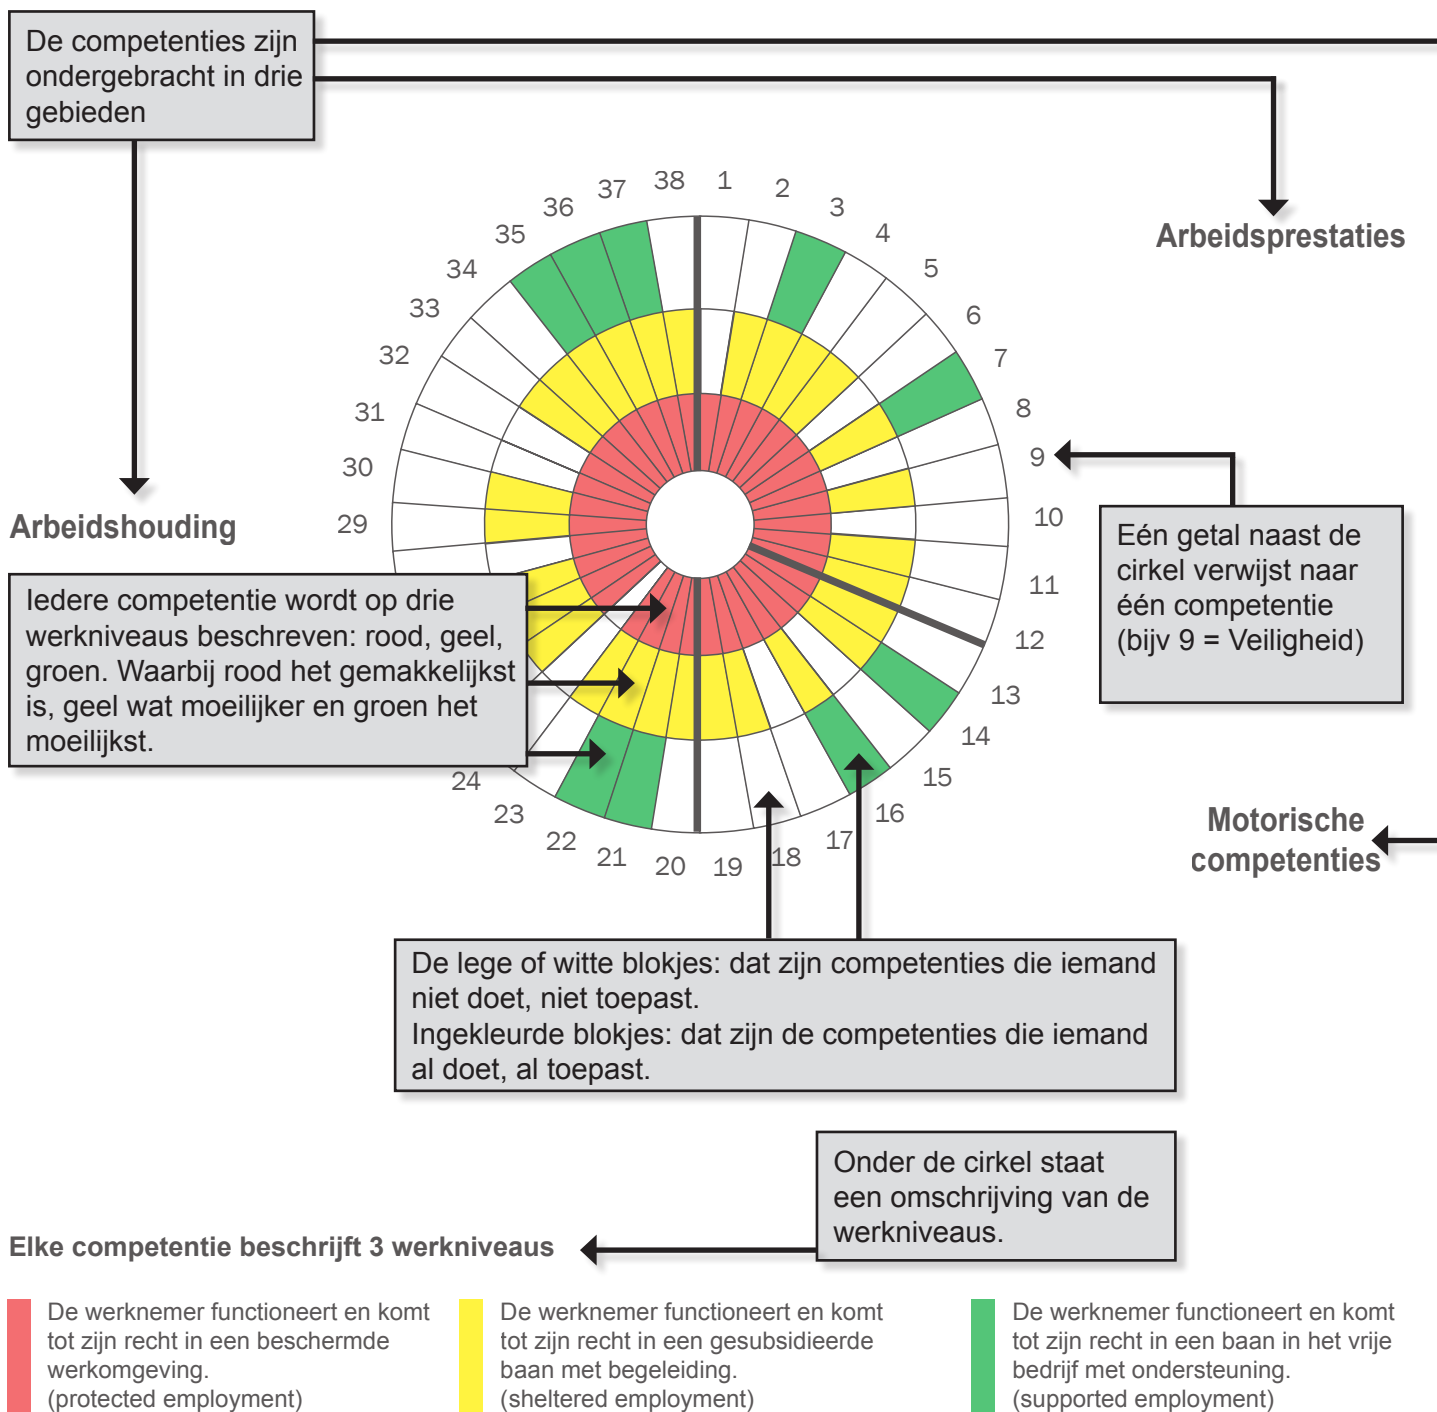 De competenties zijn
ondergebracht in drie
gebieden
Arbeidsprestaties
38
1
2
3
4
5
6
7
8
9
10
11
12
13
14
15
16
17
18
19
20
21
22
23
24
29
30
31
32
33
34
35
36
37
Arbeidshouding
Eén getal naast de
cirkel verwijst naar
één competentie
(bijv 9 = Veiligheid)
Iedere competentie wordt op drie
werkniveaus beschreven: rood, geel,
groen. Waarbij rood het gemakkelijkst
is, geel wat moeilijker en groen het
moeilijkst.
Motorische
competenties
De lege of witte blokjes: dat zijn competenties die iemand
niet doet, niet toepast.
Ingekleurde blokjes: dat zijn de competenties die iemand
al doet, al toepast.
Onder de cirkel staat
een omschrijving van de
werkniveaus.
Elke competentie beschrijft 3 werkniveaus
De werknemer functioneert en komt
tot zijn recht in een beschermde
werkomgeving.
(protected employment)
De werknemer functioneert en komt
tot zijn recht in een gesubsidieerde
baan met begeleiding.
(sheltered employment)
De werknemer functioneert en komt
tot zijn recht in een baan in het vrije
bedrijf met ondersteuning.
(supported employment)